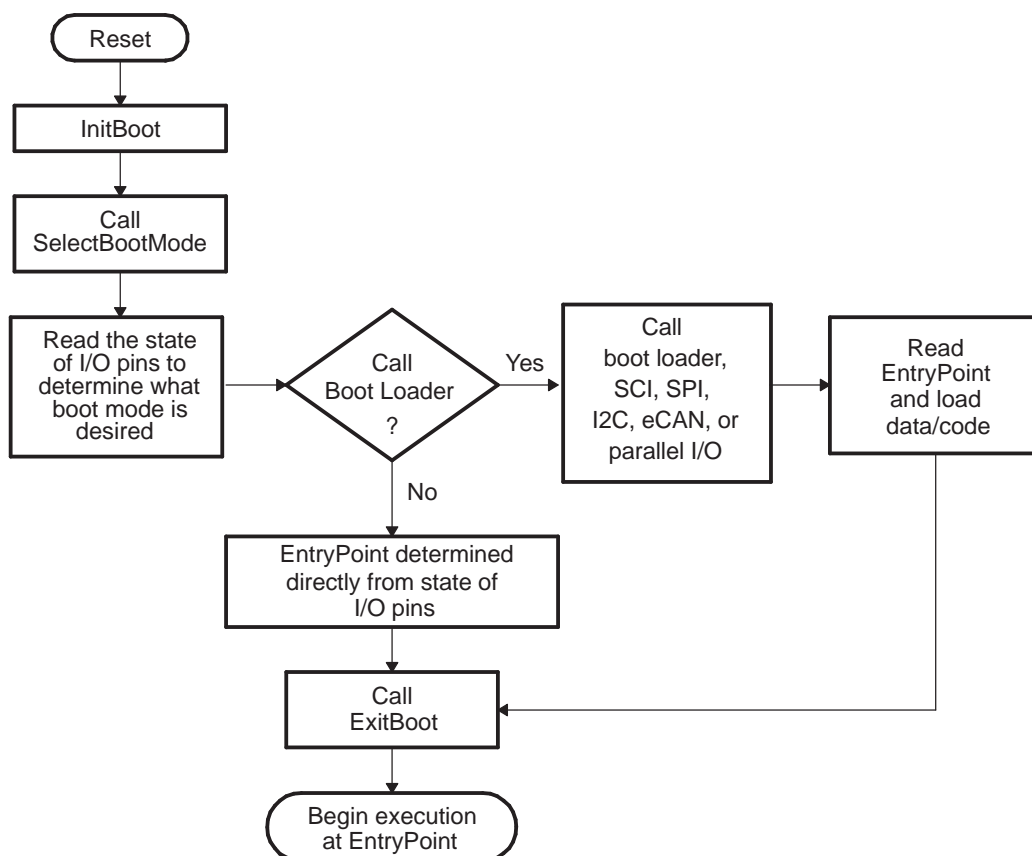 Reset
InitBoot
Call
SelectBootMode
Read the state
of I/O pins to
determine what
boot mode is
desired
Call
Boot Loader
?
Yes
Call
boot loader,
SCI, SPI,
I2C, eCAN, or
parallel I/O
Read
EntryPoint
and load
data/code
No
EntryPoint determined
directly from state of
I/O pins
Call
ExitBoot
Begin execution
at EntryPoint